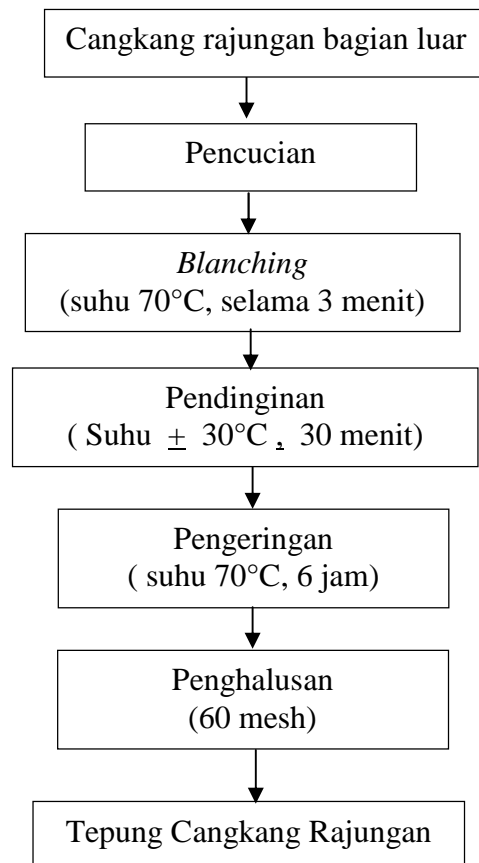 Cangkang rajungan bagian luar
Pencucian
Blanching
(suhu 70°C, selama 3 menit)
Pendinginan
( Suhu ± 30°C , 30 menit)
Pengeringan
( suhu 70°C, 6 jam)
Penghalusan
(60 mesh)
Tepung Cangkang Rajungan